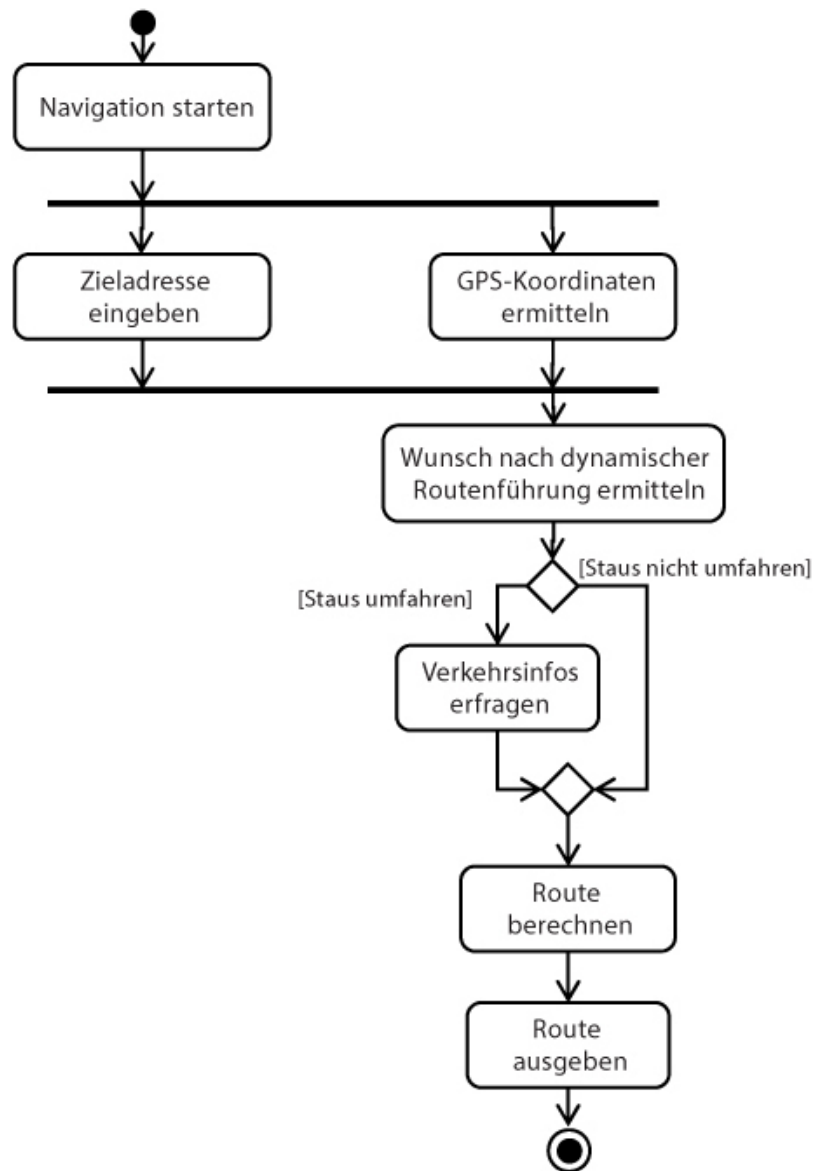 Navigation starten
Zieladresse
eingeben
GPS-Koordinaten
ermitteln
Wunsch nach dynamischer
Routenführung ermitteln
[Staus nicht umfahren]
[Staus umfahren]
Verkehrsinfos
erfragen
Route
berechnen
Route
ausgeben